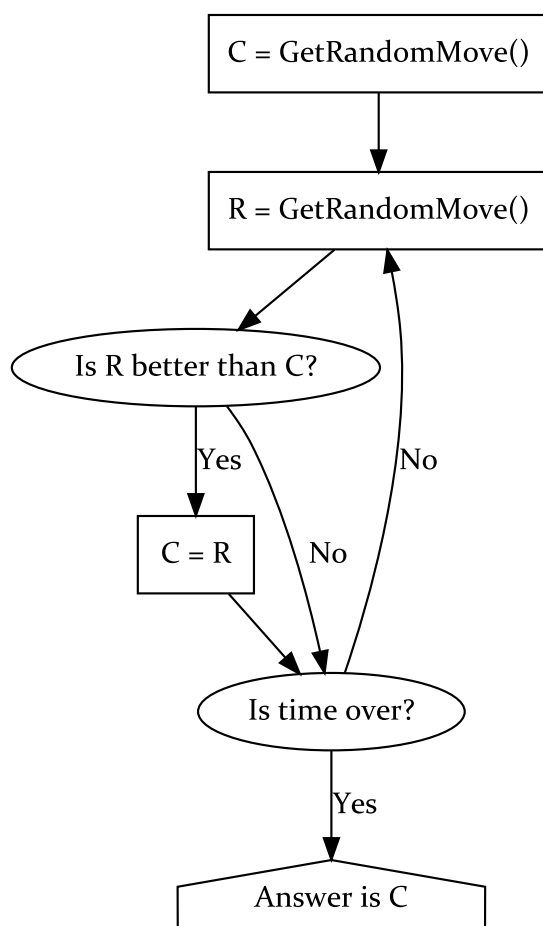 C = GetRandomMove()
R = GetRandomMove()
Is R better than C?
Yes
No
C = R
No
Is time over?
Yes
Answer is C